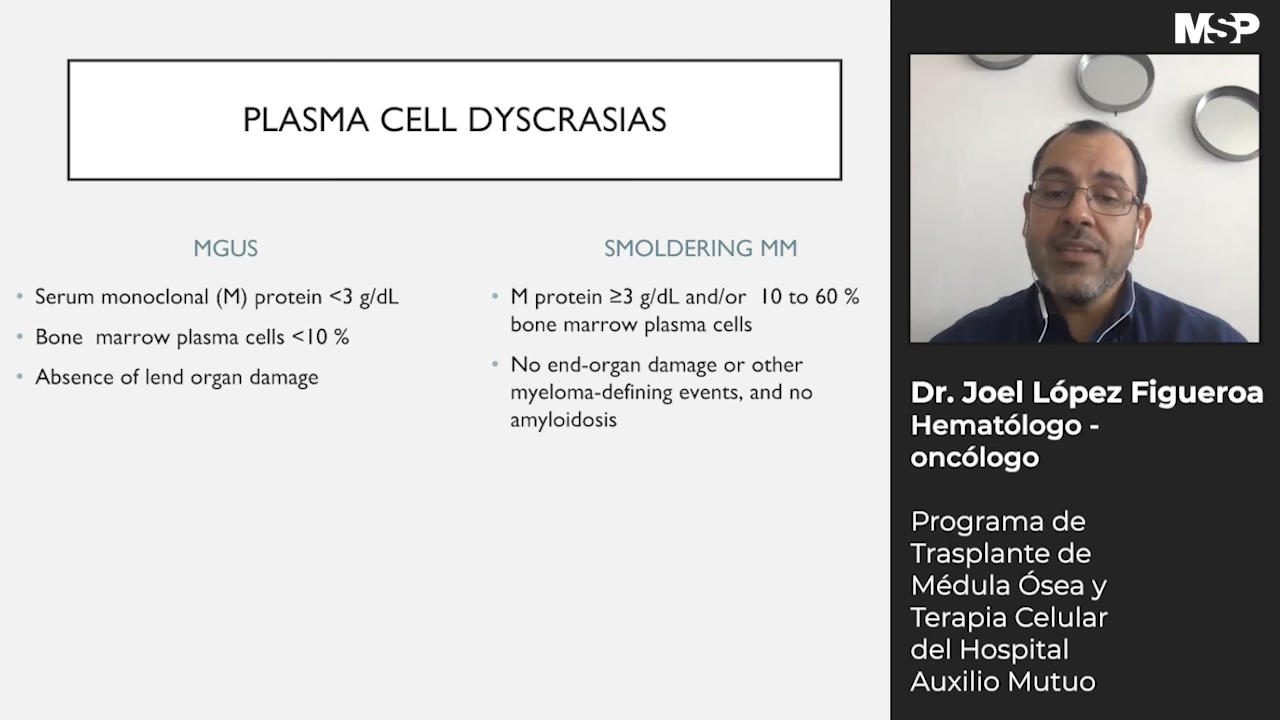 PLASMA CELL DYSCRASIAS
MGUS
• Serum monoclonal (M) protein <3 g/dL
• Bone  marrow plasma cells <10 %
• Absence of lend organ damage
SMOLDERING MM
• M protein ≥3 g/dL and/or  10 to 60 %
bone marrow plasma cells
• No end-organ damage or other
myeloma-defining events, and no
amyloidosis
MSP
Dr. Joel López Figueroa
Hematólogo -
oncólogo
Programa de
Trasplante de
Médula Ósea y
Terapia Celular
del Hospital
Auxilio Mutuo